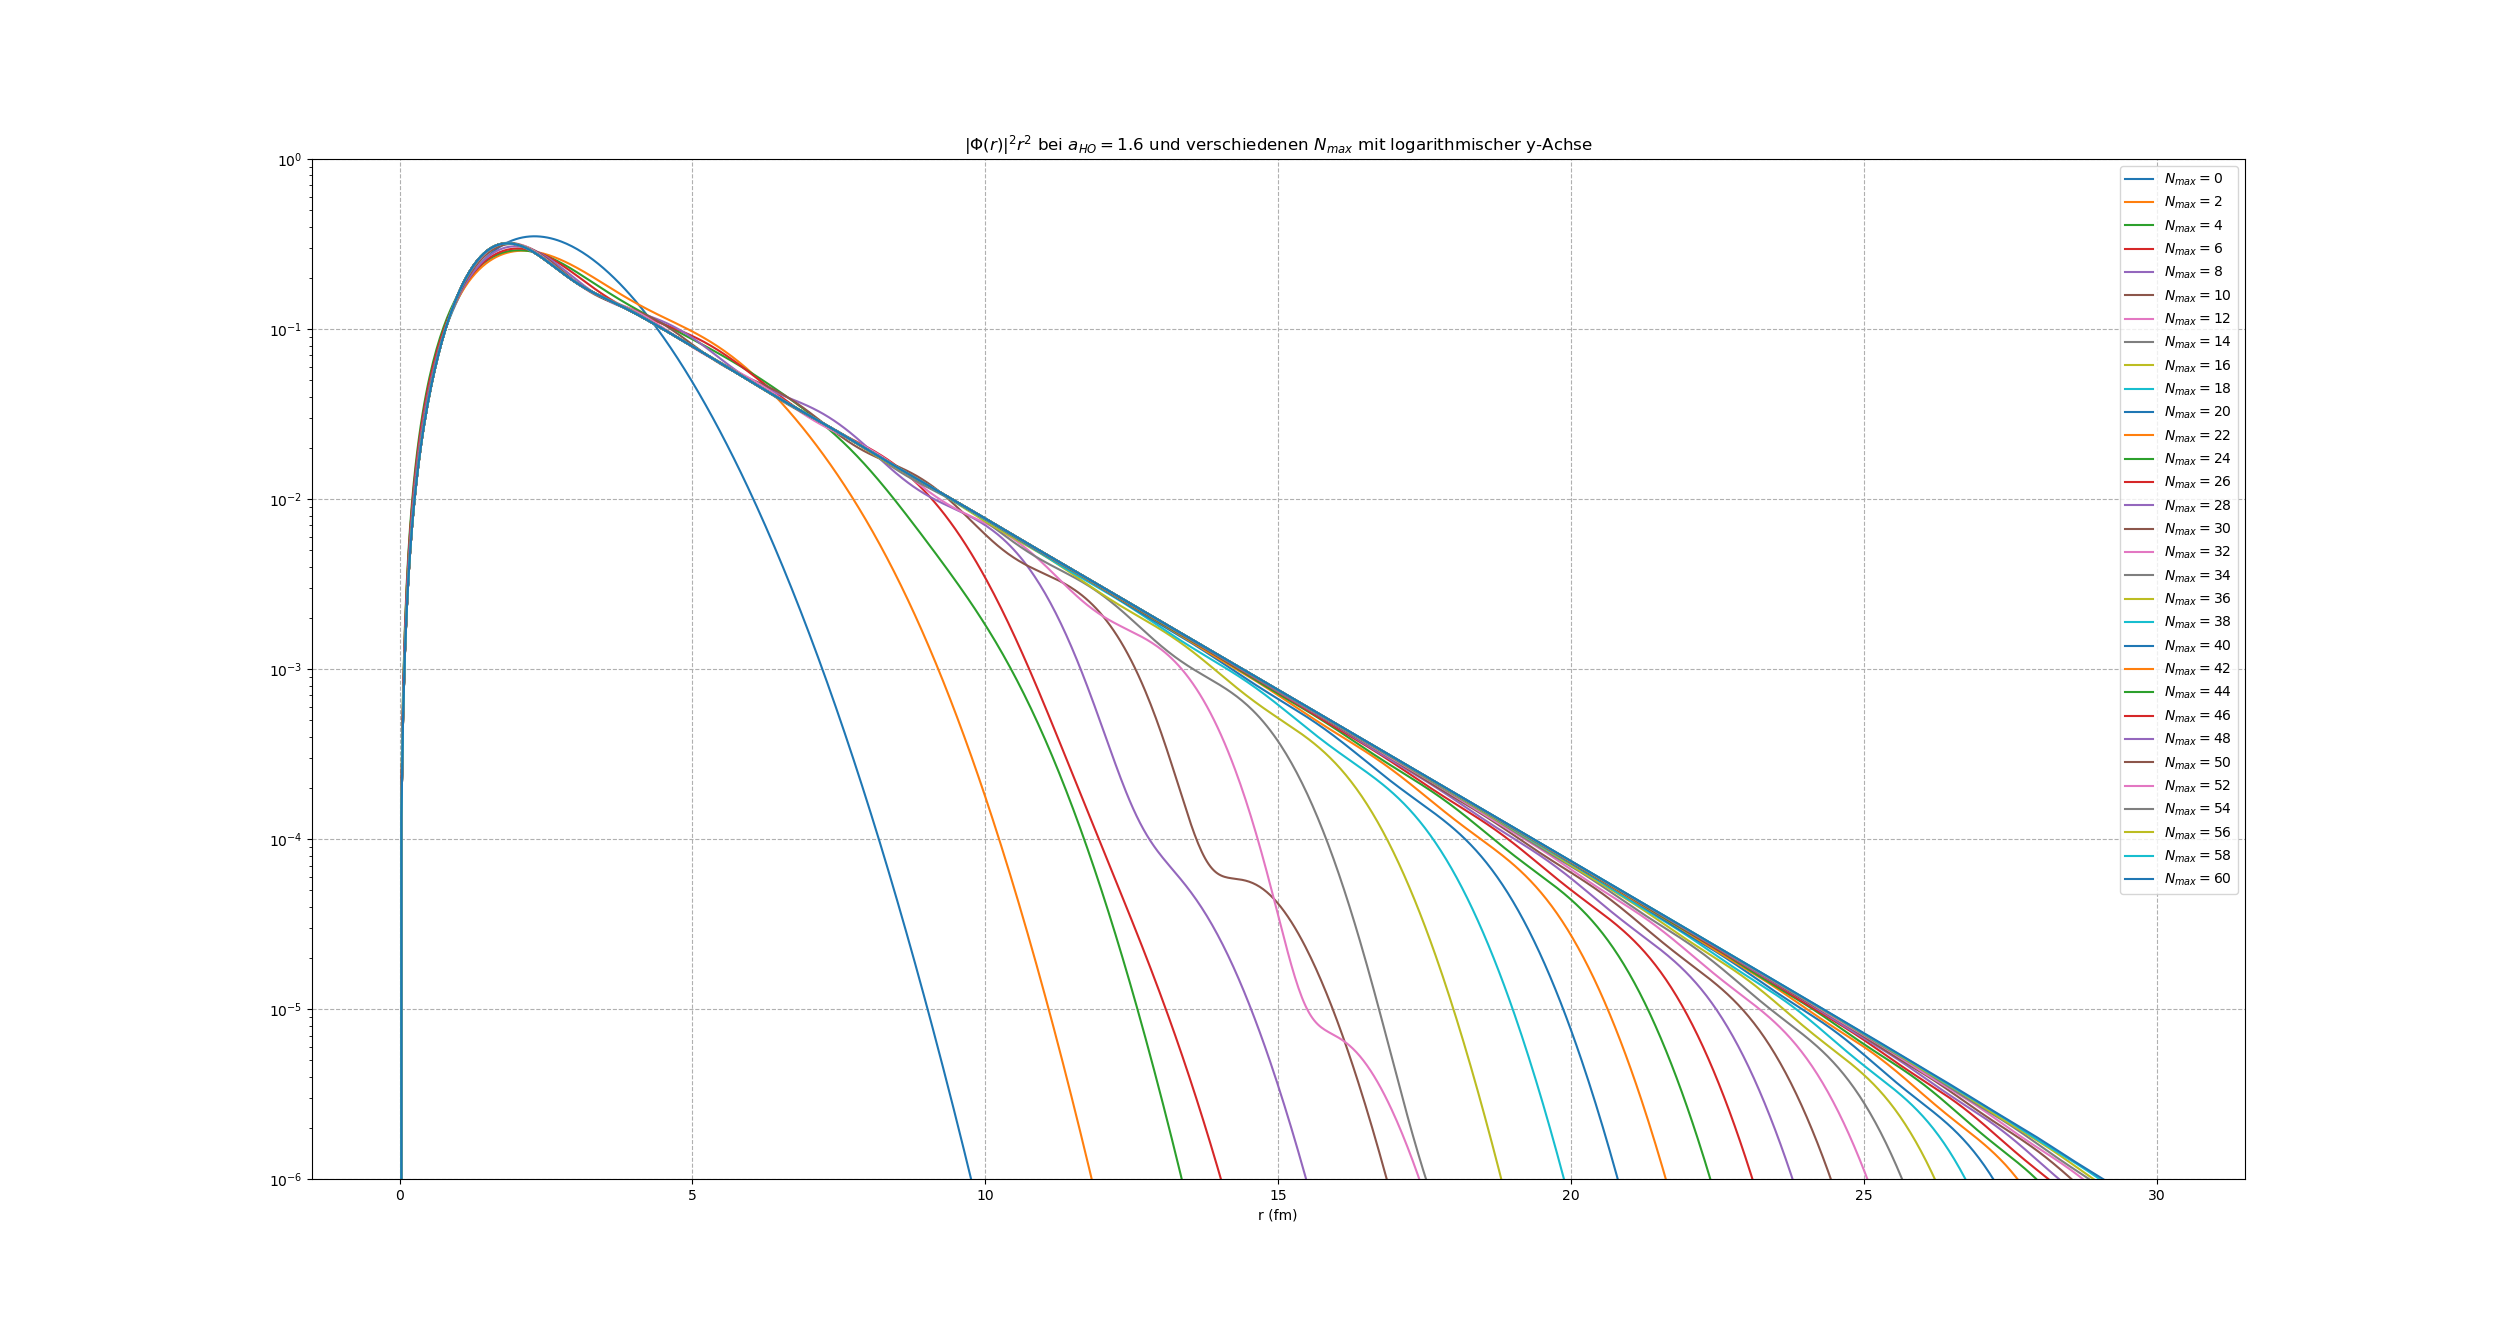 |Φ(r)|²r² bei a_HO = 1.6 und verschiedenen N_max mit logarithmischer y-Achse
10⁰
10⁻¹
10⁻²
10⁻³
10⁻⁴
10⁻⁵
10⁻⁶
N_max = 0
N_max = 2
N_max = 4
N_max = 6
N_max = 8
N_max = 10
N_max = 12
N_max = 14
N_max = 16
N_max = 18
N_max = 20
N_max = 22
N_max = 24
N_max = 26
N_max = 28
N_max = 30
N_max = 32
N_max = 34
N_max = 36
N_max = 38
N_max = 40
N_max = 42
N_max = 44
N_max = 46
N_max = 48
N_max = 50
N_max = 52
N_max = 54
N_max = 56
N_max = 58
N_max = 60
0 5 10 15 20 25 30
r (fm)